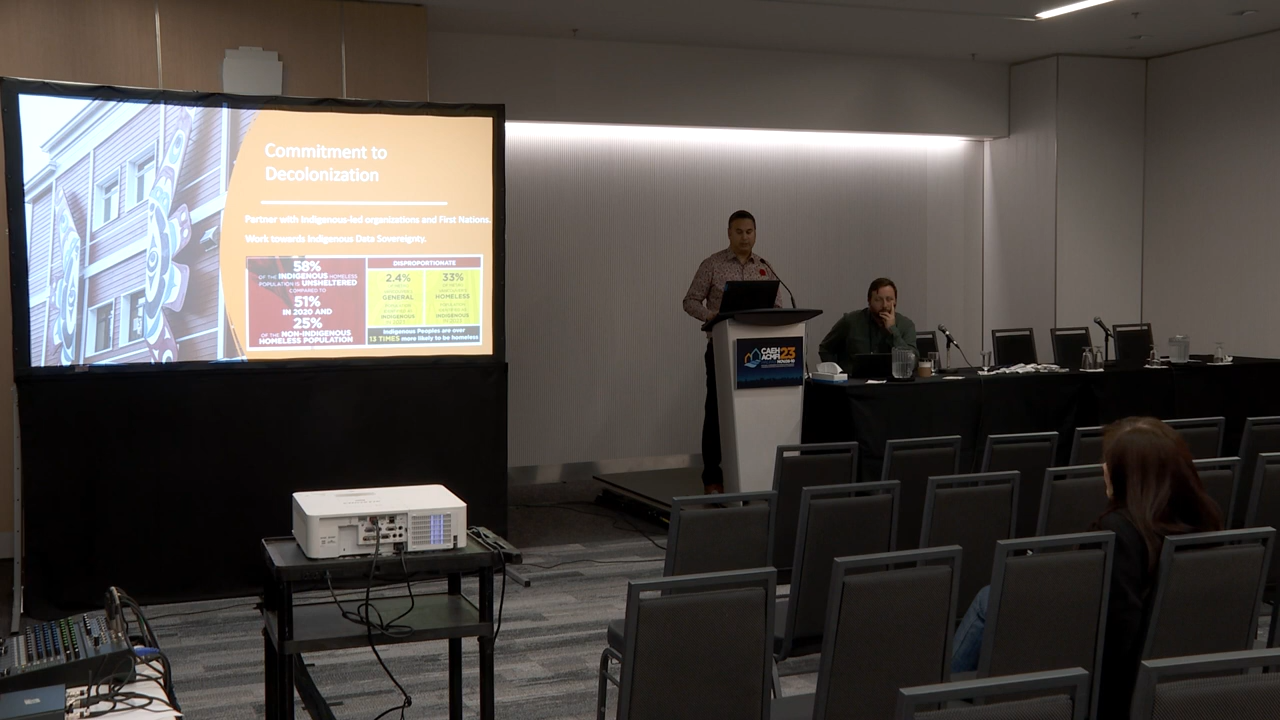 Commitment to
Decolonization
Partner with Indigenous-led organizations and First Nations.
Work towards Indigenous Data Sovereignty.
58%
OF THE INDIGENOUS HOMELESS
POPULATION IS UNSHELTERED
COMPARED TO
51%
IN 2020 AND
25%
OF THE NON-INDIGENOUS
HOMELESS POPULATION
DISPROPORTIONATE
2.4%
GENERAL
INDIGENOUS
33%
HOMELESS
INDIGENOUS
Indigenous Peoples are over
13 TIMES more likely to be homeless
CAEH 23
ACMFI